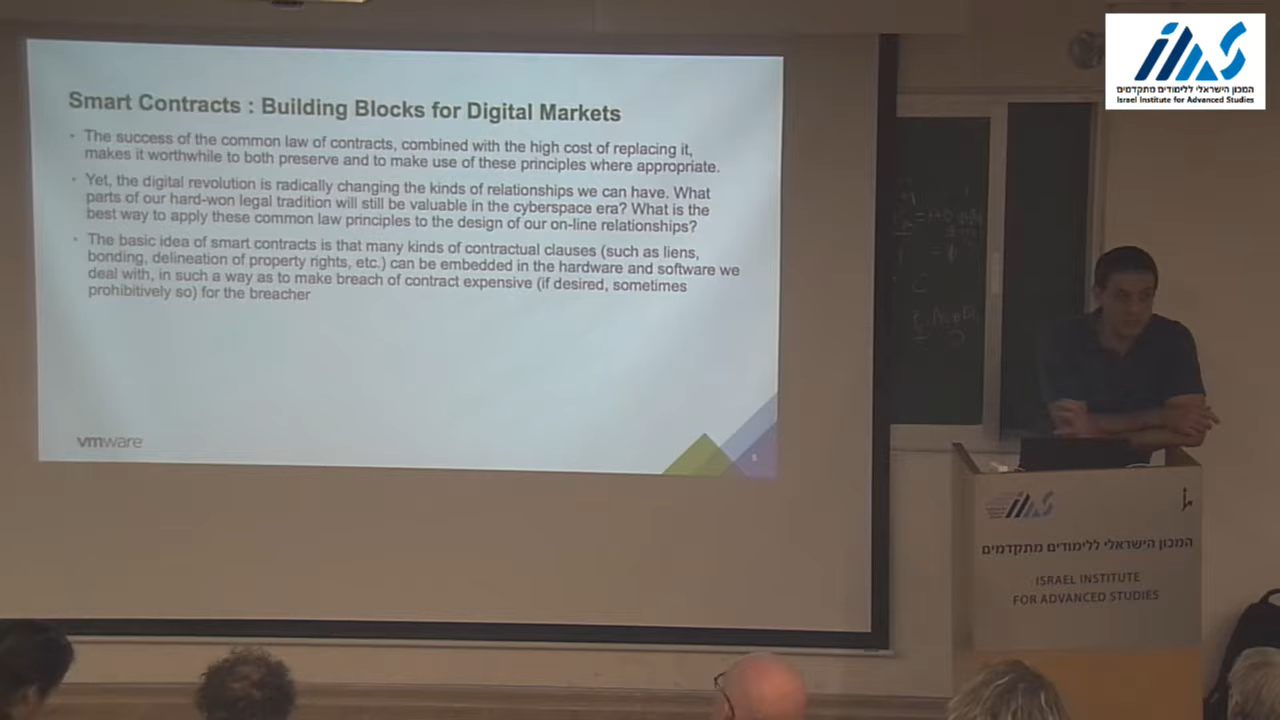 המכון הישראלי ללימודים מתקדמים
Israel Institute for Advanced Studies
Smart Contracts : Building Blocks for Digital Markets
• The success of the common law of contracts, combined with the high cost of replacing it,
makes it worthwhile to both preserve and to make use of these principles where appropriate.
• Yet, the digital revolution is radically changing the kinds of relationships we can have. What
parts of our hard-won legal tradition will still be valuable in the cyberspace era? What is the
best way to apply these common law principles to the design of our on-line relationships?
• The basic idea of smart contracts is that many kinds of contractual clauses (such as liens,
bonding, delineation of property rights, etc.) can be embedded in the hardware and software we
deal with, in such a way as to make breach of contract expensive (if desired, sometimes
prohibitively so) for the breacher
vmware
המכון הישראלי ללימודים מתקדמים
ISRAEL INSTITUTE
FOR ADVANCED STUDIES